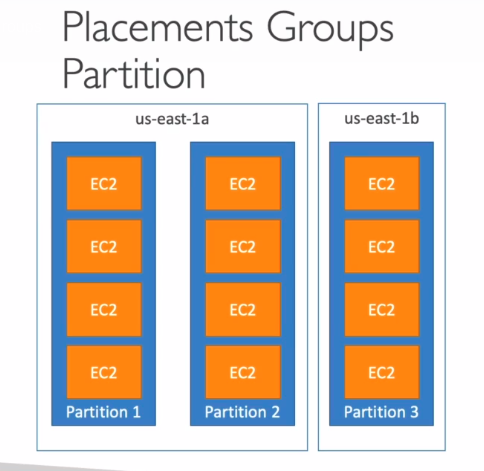 Placements Groups
Partition
us-east-1a
us-east-1b
EC2
EC2
EC2
EC2
Partition 1
EC2
EC2
EC2
EC2
Partition 2
EC2
EC2
EC2
EC2
Partition 3